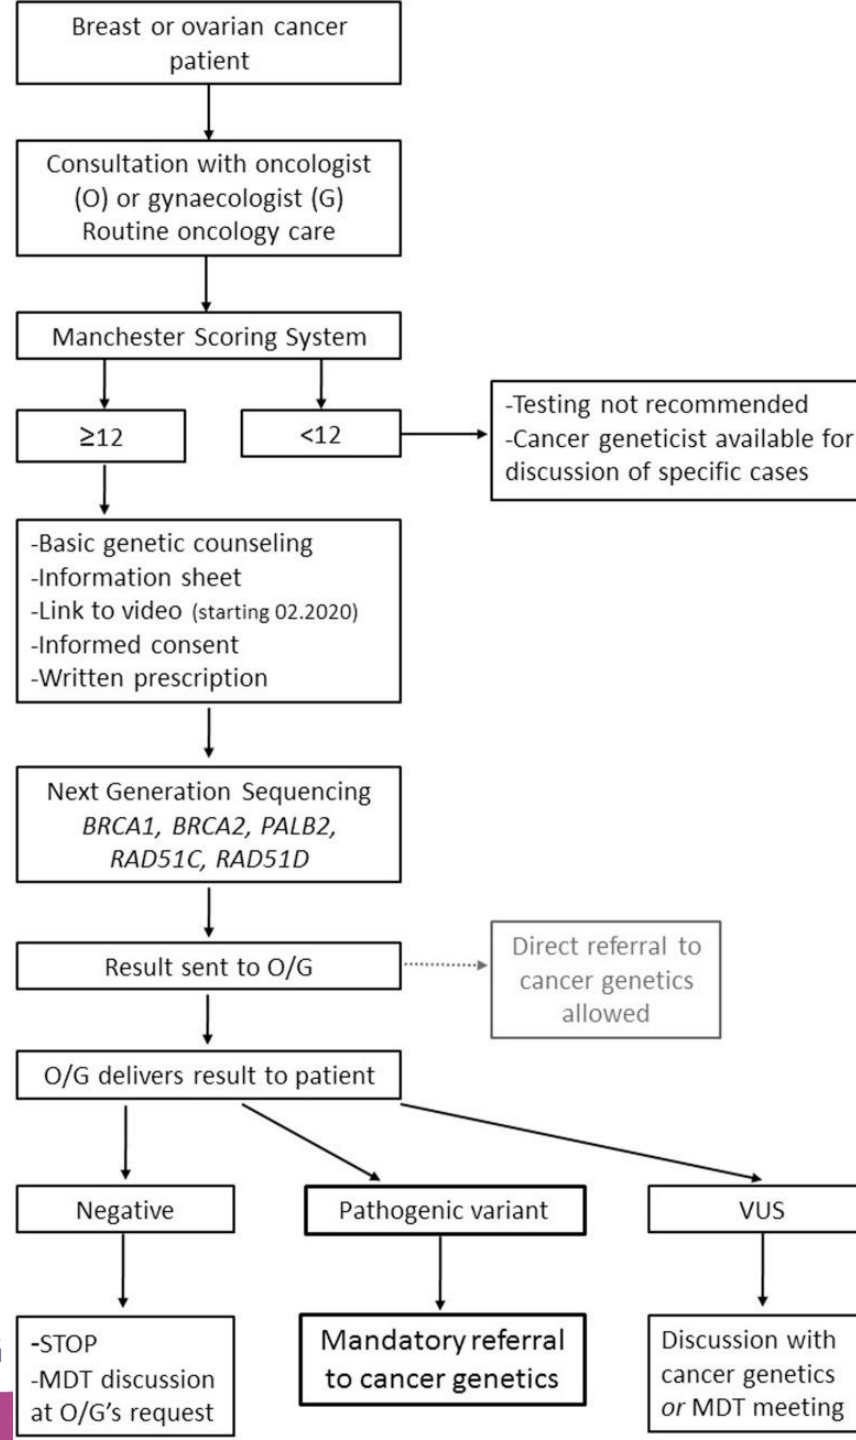 Breast or ovarian cancer
patient
Consultation with oncologist
(O) or gynaecologist (G)
Routine oncology care
Manchester Scoring System
≥12
<12
-Testing not recommended
-Cancer geneticist available for
discussion of specific cases
-Basic genetic counseling
-Information sheet
-Link to video (starting 02.2020)
-Informed consent
-Written prescription
Next Generation Sequencing
BRCA1, BRCA2, PALB2,
RAD51C, RAD51D
Result sent to O/G
Direct referral to
cancer genetics
allowed
O/G delivers result to patient
Negative
Pathogenic variant
VUS
-STOP
-MDT discussion
at O/G's request
Mandatory referral
to cancer genetics
Discussion with
cancer genetics
or MDT meeting